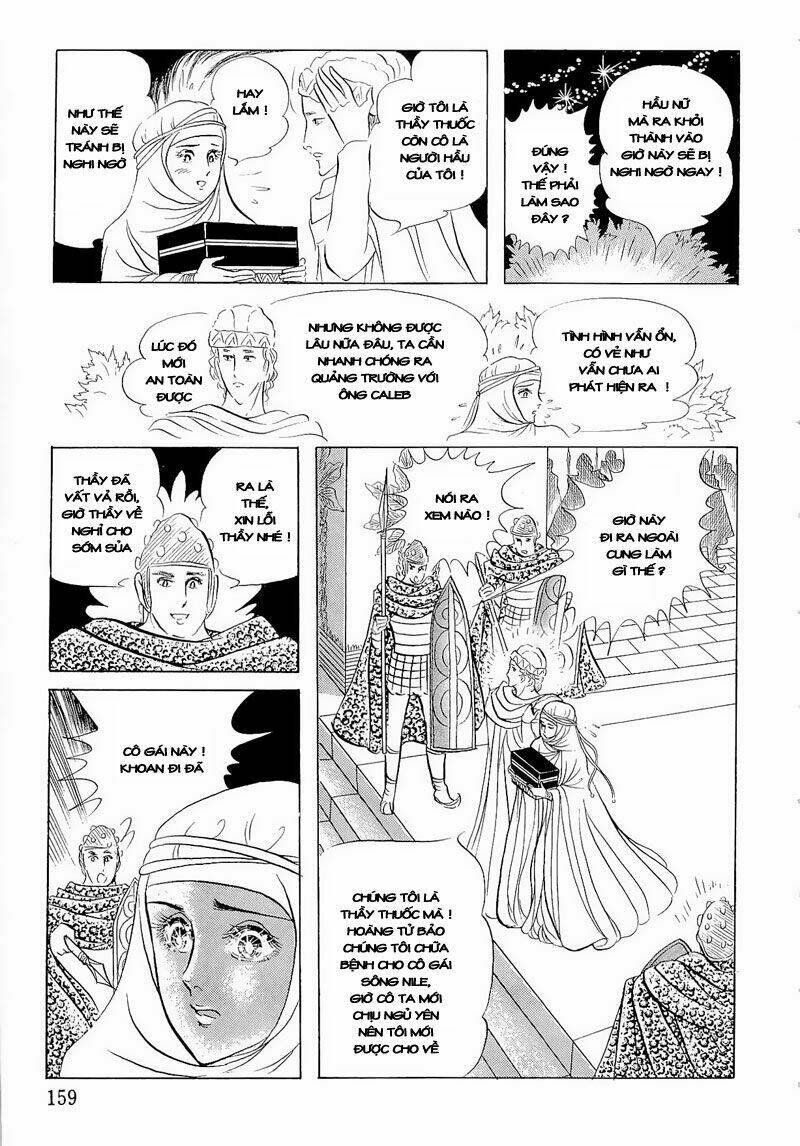 HẦU NỮ
MÀ RA KHỎI
THÀNH VÀO
GIỜ NÀY SẼ BỊ
NGHI NGỜ NGAY !
ĐÚNG
VẬY !
THẾ PHẢI
LÀM SAO
ĐÂY ?
GIỜ TÔI LÀ
THẦY THUỐC
CÒN CÔ LÀ
NGƯỜI HẦU
CỦA TÔI !
HAY
LẮM !
NHƯ THẾ
NÀY SẼ
TRÁNH BỊ
NGHI NGỜ
TÌNH HÌNH VẪN ỔN,
CÓ VẺ NHƯ
VẪN CHƯA AI
PHÁT HIỆN RA !
NHƯNG KHÔNG ĐƯỢC
LÂU NỮA ĐÂU, TA CẦN
NHANH CHÓNG RA
QUẢNG TRƯỜNG VỚI
ÔNG CALEB
LÚC ĐÓ
MỚI
AN TOÀN
ĐƯỢC
GIỜ NÀY
ĐI RA NGOÀI
CUNG LÀM
GÌ THẾ ?
NÓI RA
XEM NÀO !
CHÚNG TÔI LÀ
THẦY THUỐC MÀ !
HOÀNG TỬ BẢO
CHÚNG TÔI CHỮA
BỆNH CHO CÔ GÁI
SÔNG NILE,
GIỜ CÔ TA MỚI
CHỊU NGỦ YÊN
NÊN TÔI MỚI
ĐƯỢC CHO VỀ
RA LÀ
THẾ,
XIN LỖI
THẦY NHÉ !
THẦY ĐÃ
VẤT VẢ RỒI,
GIỜ THẦY VỀ
NGHỈ CHO
SỚM SỦA
CÔ GÁI NÀY !
KHOAN ĐI ĐÃ
159